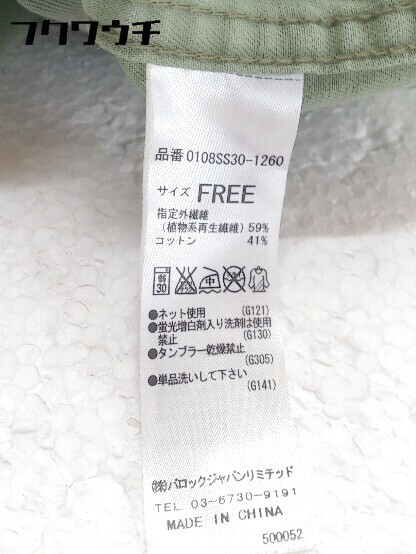 フクワウチ
品番 0108SS30-1260
サイズ FREE
指定外繊維
(植物系再生繊維) 59%
コットン 41%
30
●ネット使用 (G121)
●蛍光増白剤入り洗剤は使用
禁止 (G130)
●タンブラー乾燥禁止
(G305)
●単品洗いして下さい
(G141)
㈱バロックジャパンリミテッド
TEL. 03-6730-9191
MADE IN CHINA
500052